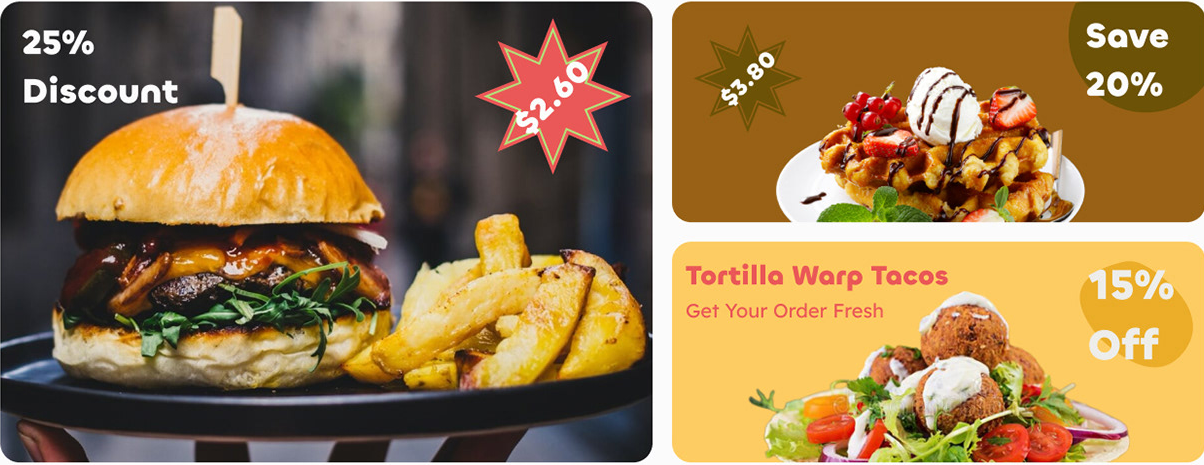 25%
Discount
$2.60
$3.80
Save
20%
Tortilla Warp Tacos
Get Your Order Fresh
15%
Off